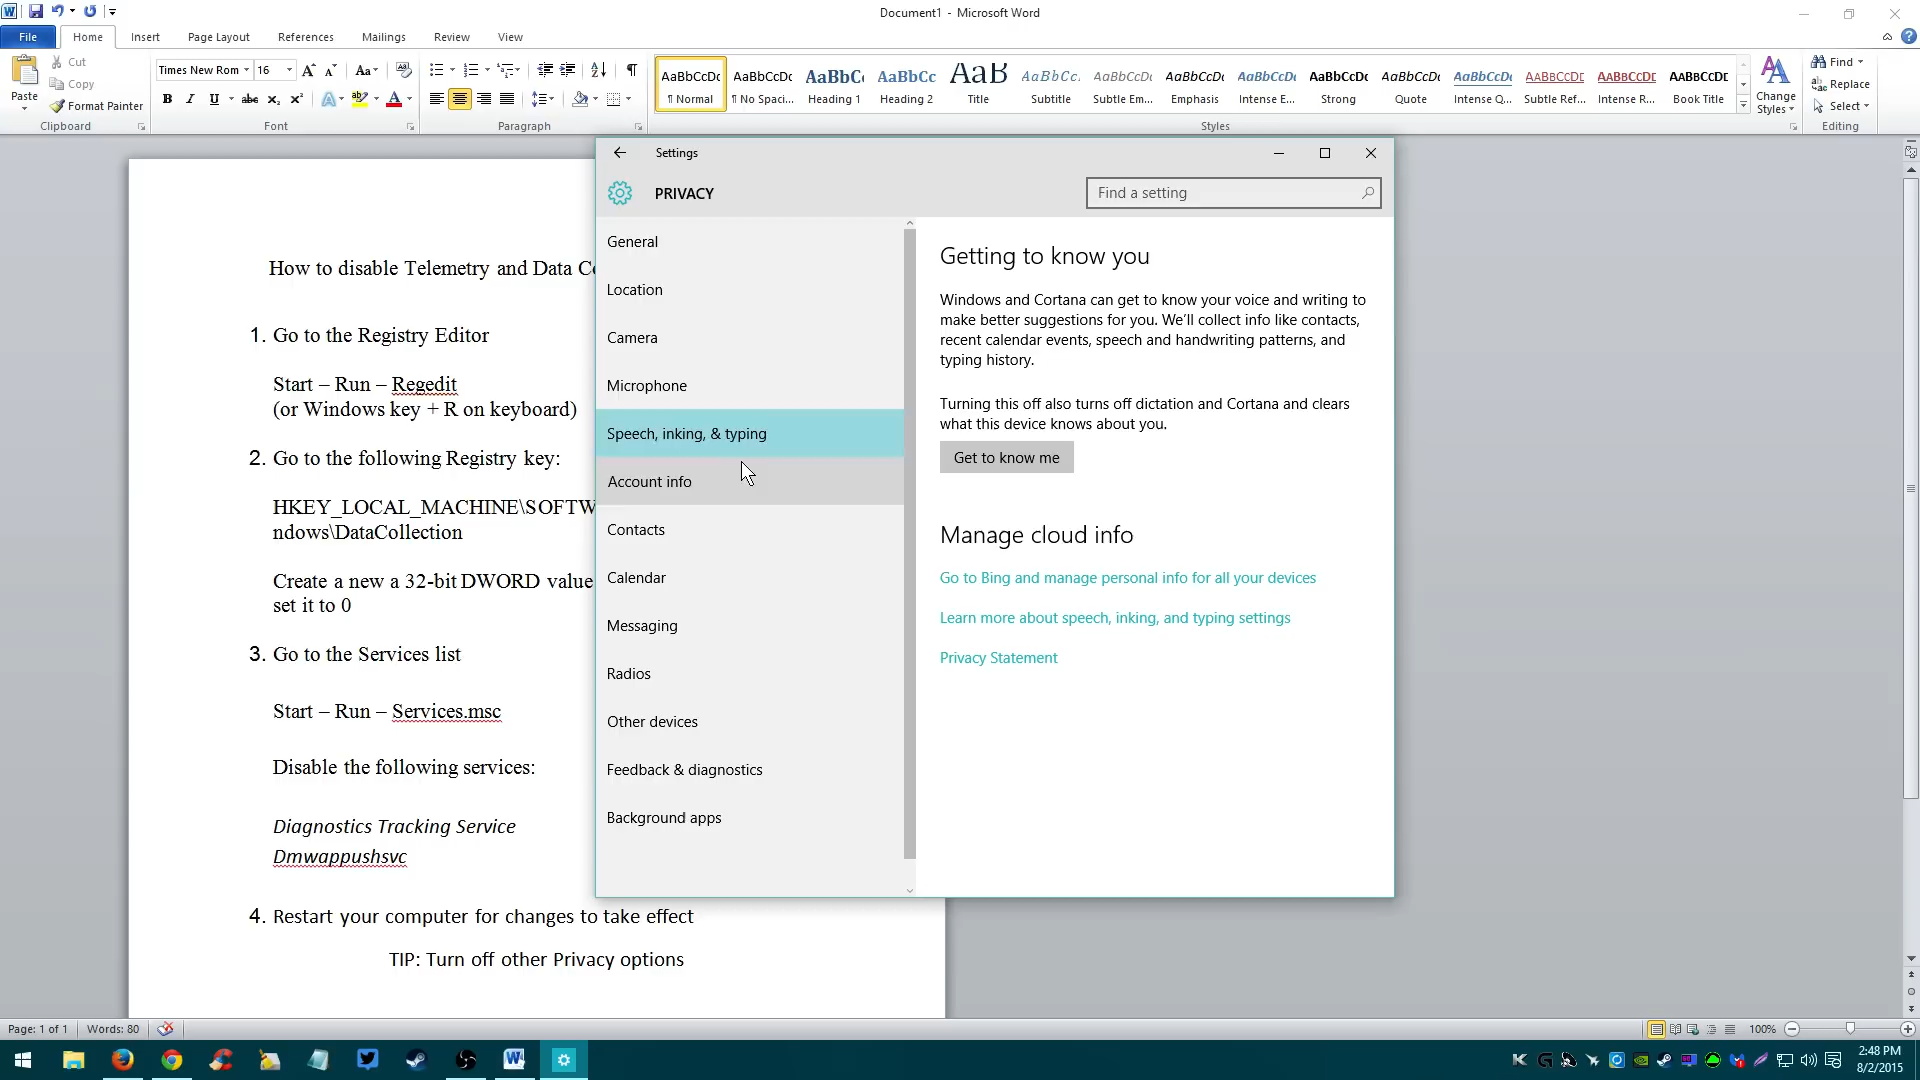 Document1 - Microsoft Word
File Home Insert Page Layout References Mailings Review View
Paste
Cut
Copy
Format Painter
Clipboard
Times New Rom 16
Font
Paragraph
AaBbCcDc AaBbCcDc AaBbCc AaBbCc AaB AaBbCc. AaBbCcDc AaBbCcDc AaBbCcDc AaBbCcDc AaBbCcDc AaBbCcDc AABBCCDE AABBCCDE AABBCCDE
¶ Normal ¶ No Spaci... Heading 1 Heading 2 Title Subtitle Subtle Em... Emphasis Intense E... Strong Quote Intense Q... Subtle Ref... Intense R... Book Title
Styles
Change
Styles
Find
Replace
Select
Editing
How to disable Telemetry and Data
1. Go to the Registry Editor
Start – Run – Regedit
(or Windows key + R on keyboard)
2. Go to the following Registry key:
HKEY_LOCAL_MACHINE\SOFTW
ndows\DataCollection
Create a new a 32-bit DWORD value
set it to 0
3. Go to the Services list
Start – Run – Services.msc
Disable the following services:
Diagnostics Tracking Service
Dmwappushsvc
4. Restart your computer for changes to take effect
TIP: Turn off other Privacy options
Settings
PRIVACY
Find a setting
General
Location
Camera
Microphone
Speech, inking, & typing
Account info
Contacts
Calendar
Messaging
Radios
Other devices
Feedback & diagnostics
Background apps
Getting to know you
Windows and Cortana can get to know your voice and writing to
make better suggestions for you. We'll collect info like contacts,
recent calendar events, speech and handwriting patterns, and
typing history.
Turning this off also turns off dictation and Cortana and clears
what this device knows about you.
Get to know me
Manage cloud info
Go to Bing and manage personal info for all your devices
Learn more about speech, inking, and typing settings
Privacy Statement
Page: 1 of 1 Words: 80
100%
2:48 PM
8/2/2015